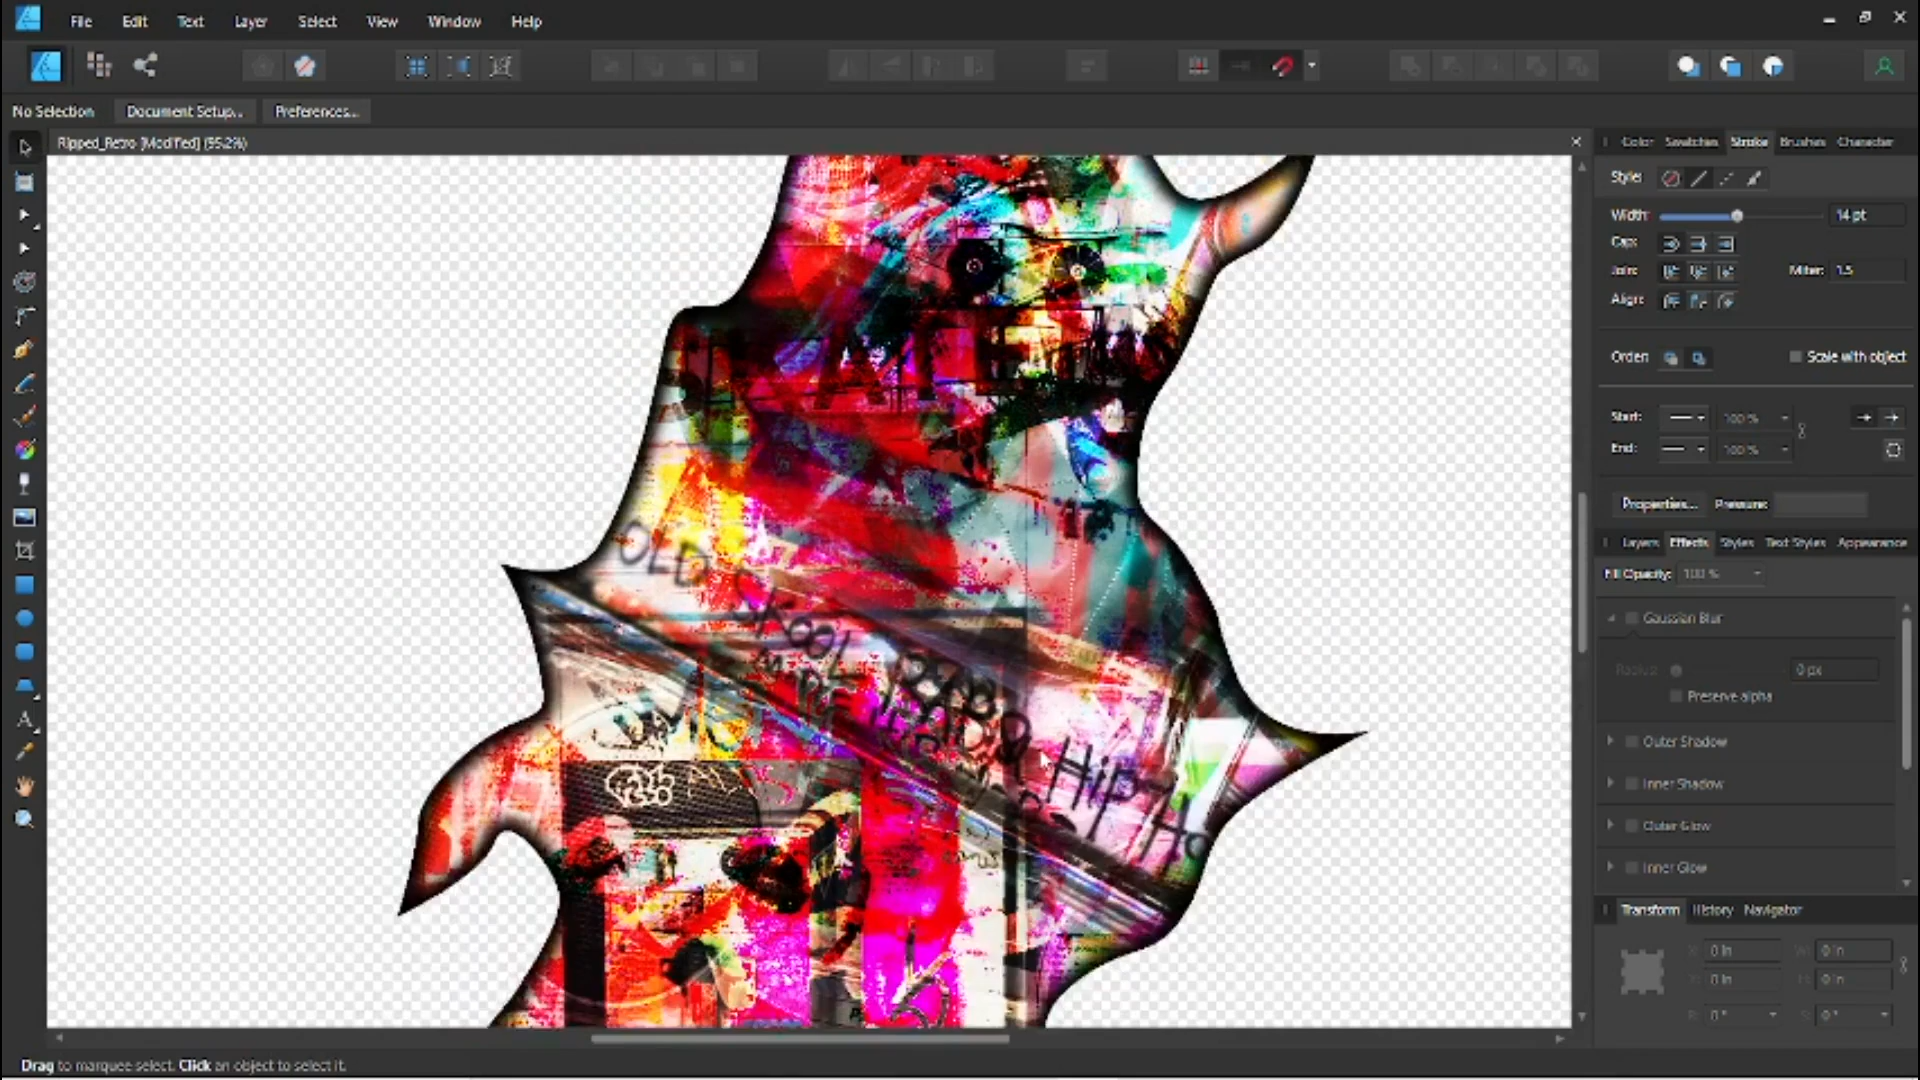 File Edit Text Layer Select View Window Help
No Selection Document Setup... Preferences...
Ripped_Retro [Modified] (95.2%)
Color Swatches Stroke Brushes Character
Style:
Width: 14 pt
Cap:
Join: Miter: 1.5
Align:
Order: Scale with object
Start: 100 %
End: 100 %
Properties... Pressure:
Layers Effects Styles Text Styles Appearance
Fill Opacity: 100 %
Gaussian Blur
Radius: 0 px
Preserve alpha
Outer Shadow
Inner Shadow
Outer Glow
Inner Glow
Transform History Navigator
X: 0 in W: 0 in
Y: 0 in H: 0 in
R: 0 ° S: 0 °
OLD SKOOL
Hip-Ho
Drag to marquee select. Click an object to select it.